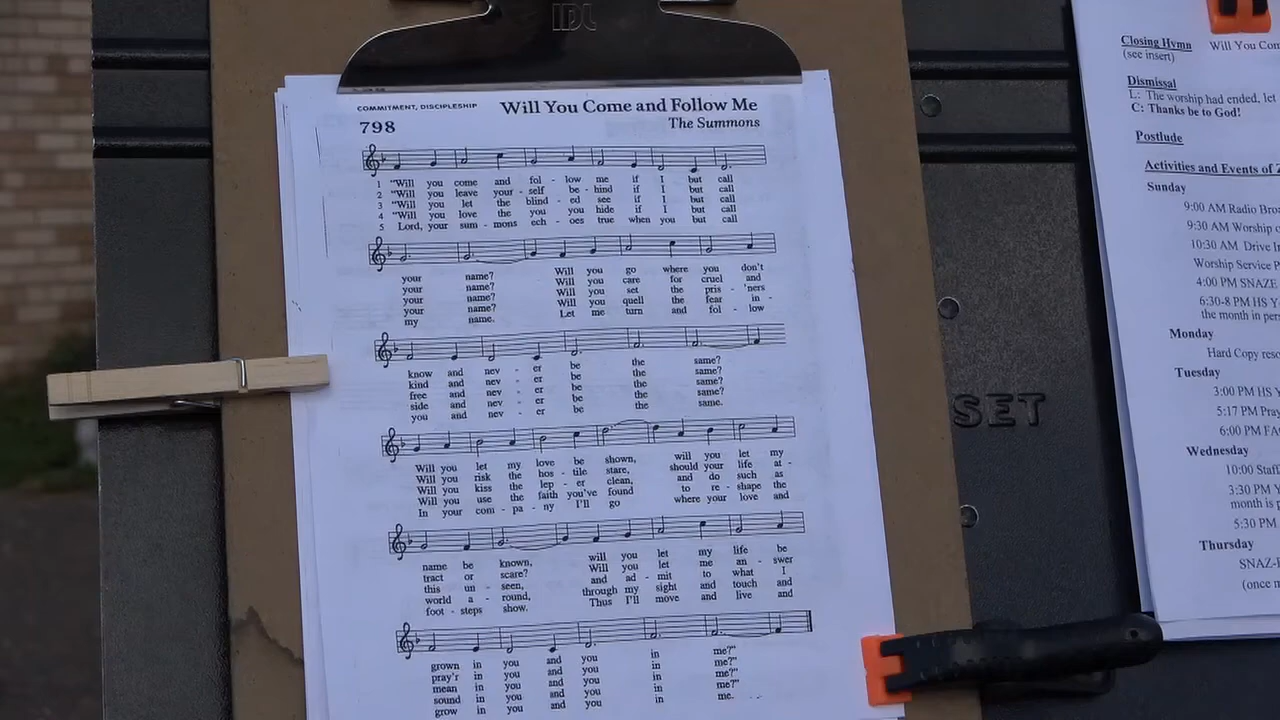 IDL
COMMITMENT, DISCIPLESHIP
Will You Come and Follow Me
798
The Summons
1 "Will you come and fol - low me if I but call
2 "Will you leave your - self be - hind if I but call
3 "Will you let the blind - ed see if I but call
4 "Will you love the you you hide if I but call
5 Lord, your sum - mons ech - oes true when you but call
your name? Will you go where you don't
your name? Will you care for cruel and
your name? Will you set the pris - 'ners
your name? Will you quell the fear in -
my name. Let me turn and fol - low
know and nev - er be the same?
kind and nev - er be the same?
free and nev - er be the same?
side and nev - er be the same?
you and nev - er be the same.
Will you let my love be shown, will you let my
Will you risk the hos - tile stare, should your life at -
Will you kiss the lep - er clean, and do such as
Will you use the faith you've found to re - shape the
In your com - pa - ny I'll go where your love and
name be known, will you let my life be
tract or scare? Will you let me an - swer
this un - seen, and ad - mit to what I
world a - round, through my sight and touch and
foot - steps show. Thus I'll move and live and
grown in you and you in me?"
pray'r in you and you in me?"
mean in you and you in me?"
sound in you and you in me?"
grow in you and you in me.
SET
Closing Hymn Will You Com
(see insert)
Dismissal
L: The worship had ended, let
C: Thanks be to God!
Postlude
Activities and Events of
Sunday
9:00 AM Radio Bro
9:30 AM Worship
10:30 AM Drive
Worship Service P
4:00 PM SNAZE
6:30-8 PM HS Y
the month in pers
Monday
Hard Copy res
Tuesday
3:00 PM HS
5:17 PM Pray
6:00 PM FA
Wednesday
10:00 Staff
3:30 PM Y
month is p
5:30 PM
Thursday
SNAZ-
(once m